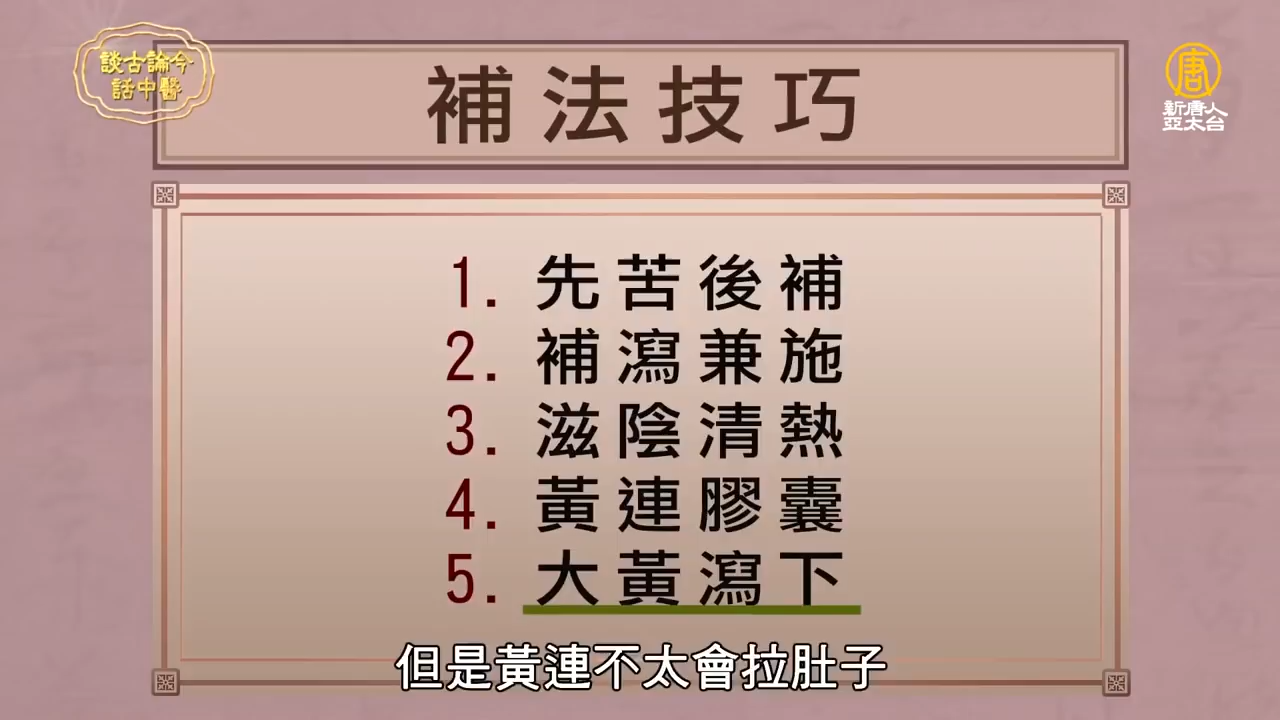 談古論今
話中醫
唐
新唐人
亞太台
補法技巧
1. 先苦後補
2. 補瀉兼施
3. 滋陰清熱
4. 黃連膠囊
5. 大黃瀉下
但是黃連不太會拉肚子